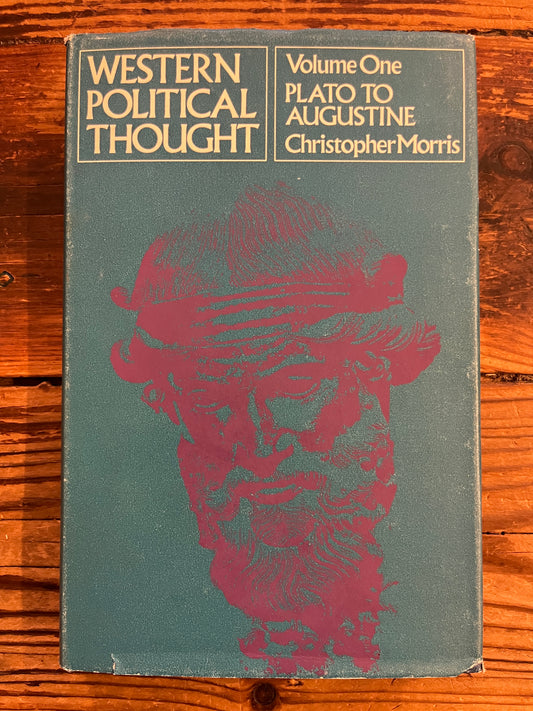 WESTERN
POLITICAL
THOUGHT
Volume One
PLATO TO
AUGUSTINE
Christopher Morris